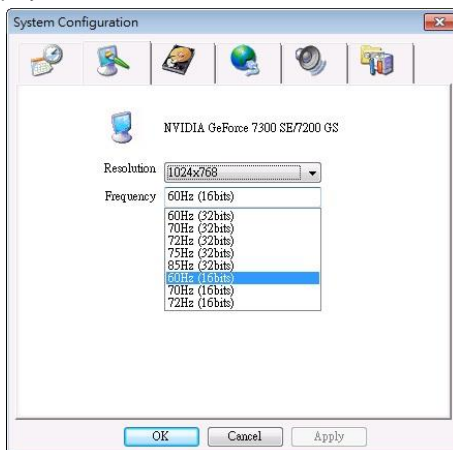 System Configuration
NVIDIA GeForce 7300 SE/7200 GS
Resolution 1024x768
Frequency 60Hz (16bits)
60Hz (32bits)
70Hz (32bits)
72Hz (32bits)
75Hz (32bits)
85Hz (32bits)
60Hz (16bits)
70Hz (16bits)
72Hz (16bits)
OK Cancel Apply